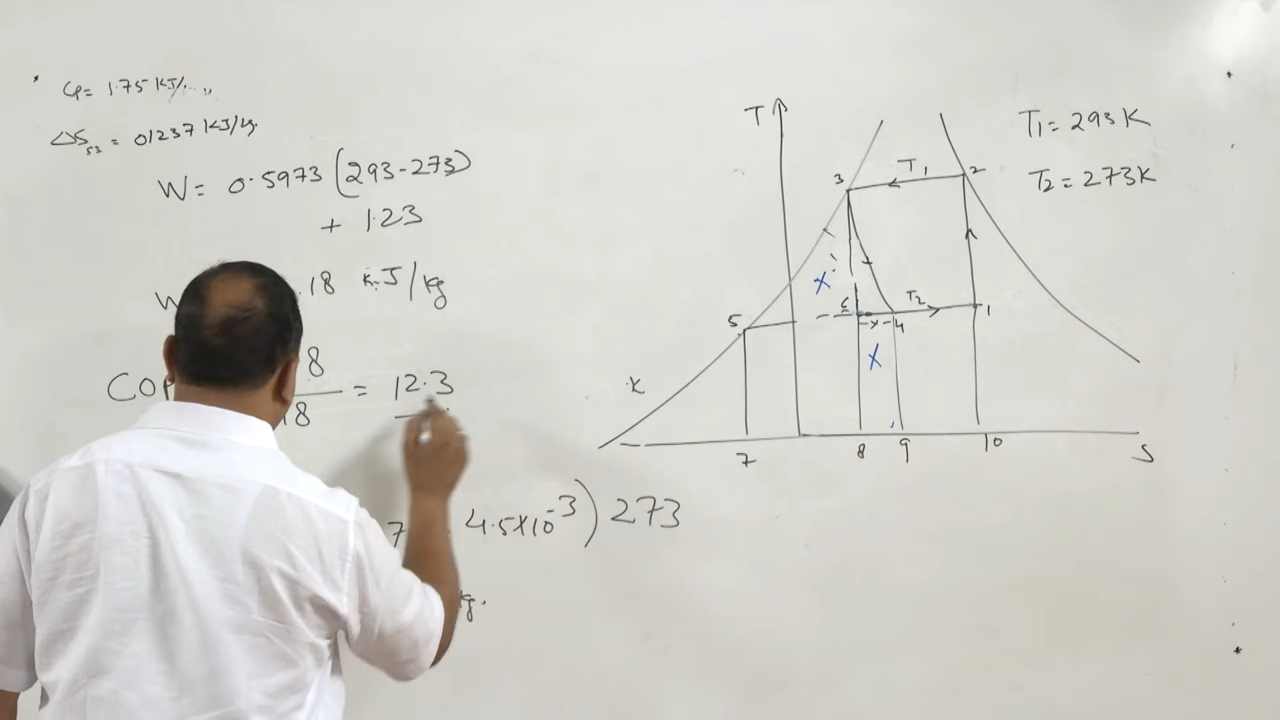 Cp = 1.75 KJ/
ΔS₅₃ = 01237 KJ/kg
W = 0.5973 (293-273)
+ 1.23
W 18 KJ/kg
COP 8 / 18 = 12.3
7 4.5×10⁻³) 273
kg.
T
3
T₁
2
T₁ = 293 K
T₂ = 273 K
X
5
6
-x-
4
T₂
1
X
K
7
8
9
10
S